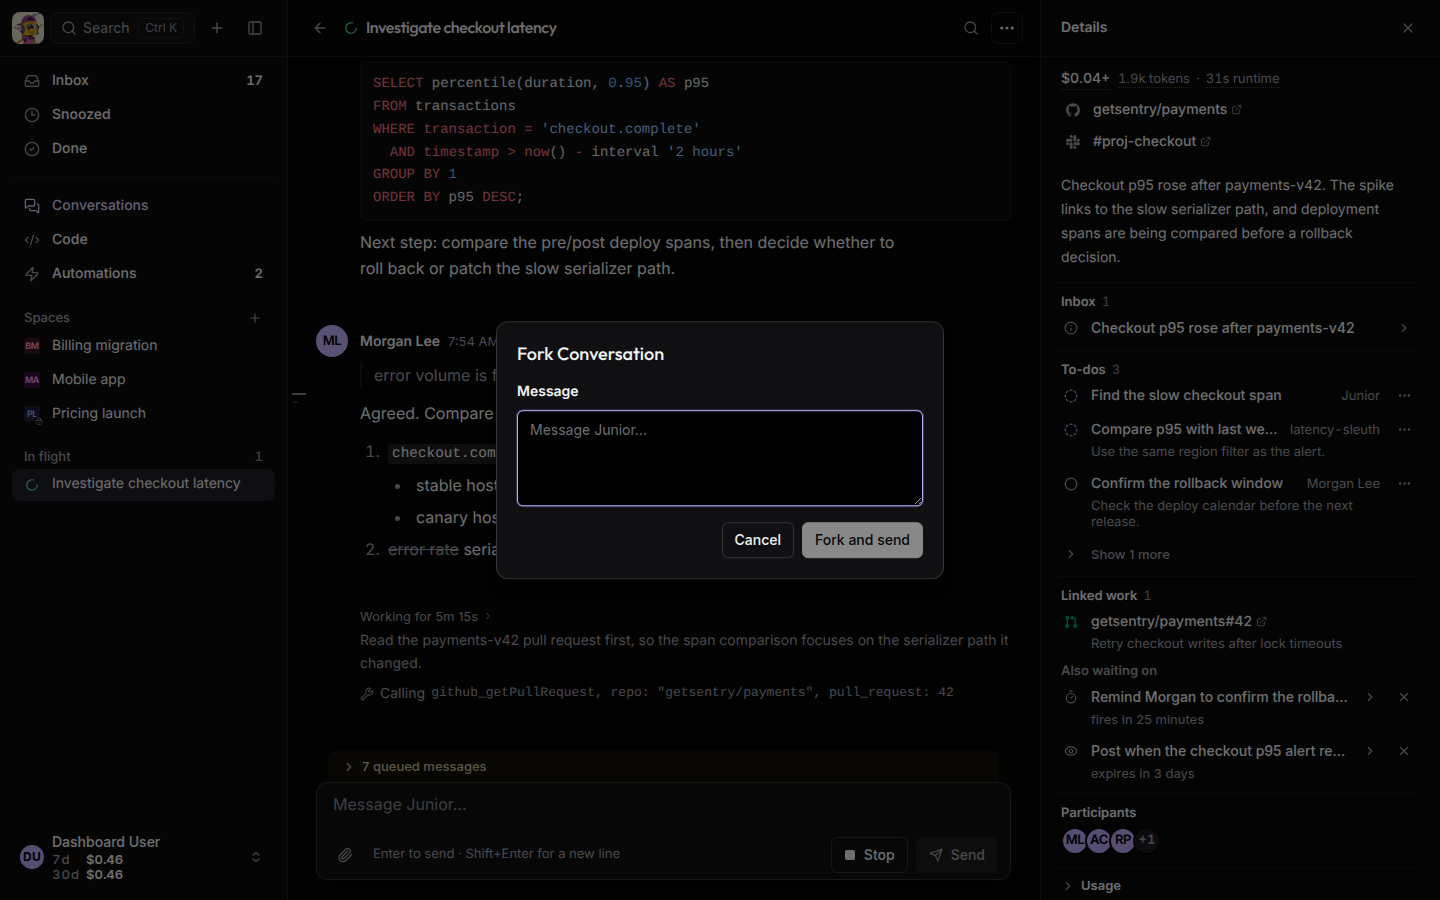 Search Ctrl K
Inbox 17
Snoozed
Done
Conversations
Code
Automations 2
Spaces
BM Billing migration
MA Mobile app
PL Pricing launch
In flight 1
Investigate checkout latency
DU Dashboard User
7d $0.46
30d $0.46
Investigate checkout latency
SELECT percentile(duration, 0.95) AS p95
FROM transactions
WHERE transaction = 'checkout.complete'
AND timestamp > now() - interval '2 hours'
GROUP BY 1
ORDER BY p95 DESC;
Next step: compare the pre/post deploy spans, then decide whether to
roll back or patch the slow serializer path.
ML Morgan Lee 7:54 AM
error volume is
Agreed. Compare
1. checkout.com
stable host
canary hos
2. error rate seria
Working for 5m 15s
Read the payments-v42 pull request first, so the span comparison focuses on the serializer path it
changed.
Calling github_getPullRequest, repo: "getsentry/payments", pull_request: 42
7 queued messages
Message Junior...
Enter to send · Shift+Enter for a new line
Stop
Send
Fork Conversation
Message
Message Junior...
Cancel
Fork and send
Details
$0.04+ 1.9k tokens · 31s runtime
getsentry/payments
#proj-checkout
Checkout p95 rose after payments-v42. The spike
links to the slow serializer path, and deployment
spans are being compared before a rollback
decision.
Inbox 1
Checkout p95 rose after payments-v42
To-dos 3
Find the slow checkout span Junior
Compare p95 with last we... latency-sleuth
Use the same region filter as the alert.
Confirm the rollback window Morgan Lee
Check the deploy calendar before the next
release.
Show 1 more
Linked work 1
getsentry/payments#42
Retry checkout writes after lock timeouts
Also waiting on
Remind Morgan to confirm the rollba...
fires in 25 minutes
Post when the checkout p95 alert re...
expires in 3 days
Participants
ML AC RP +1
Usage